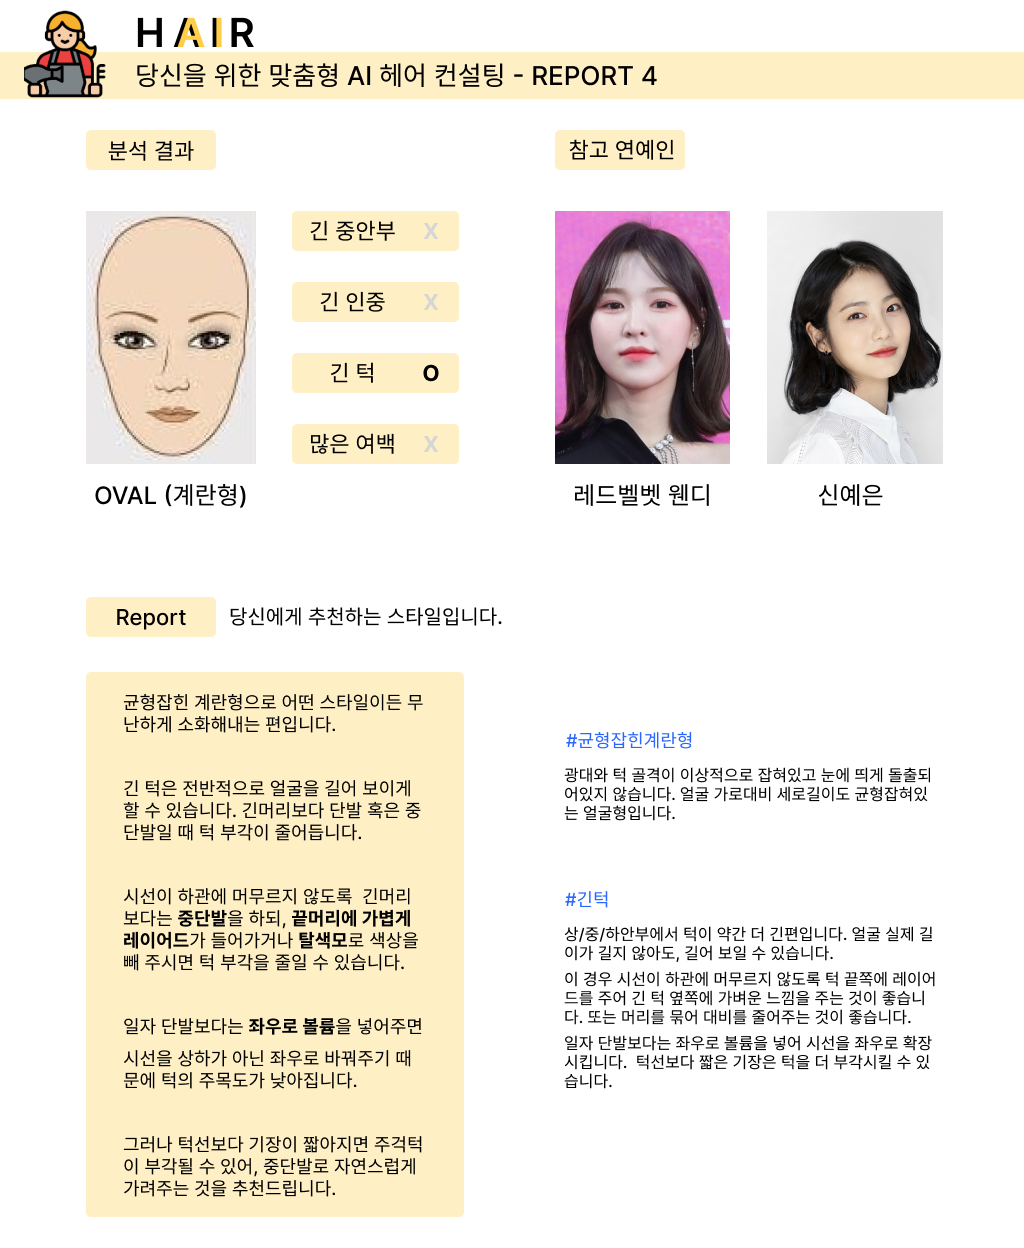 HAIR
당신을 위한 맞춤형 AI 헤어 컨설팅 - REPORT 4
분석 결과
참고 연예인
긴 중안부 X
긴 인중 X
긴 턱 O
많은 여백 X
OVAL (계란형)
레드벨벳 웬디
신예은
Report
당신에게 추천하는 스타일입니다.
균형잡힌 계란형으로 어떤 스타일이든 무
난하게 소화해내는 편입니다.
긴 턱은 전반적으로 얼굴을 길어 보이게
할 수 있습니다. 긴머리보다 단발 혹은 중
단발일 때 턱 부각이 줄어듭니다.
시선이 하관에 머무르지 않도록 긴머리
보다는 중단발을 하되, 끝머리에 가볍게
레이어드가 들어가거나 탈색모로 색상을
빼 주시면 턱 부각을 줄일 수 있습니다.
일자 단발보다는 좌우로 볼륨을 넣어주면
시선을 상하가 아닌 좌우로 바꿔주기 때
문에 턱의 주목도가 낮아집니다.
그러나 턱선보다 기장이 짧아지면 주걱턱
이 부각될 수 있어, 중단발로 자연스럽게
가려주는 것을 추천드립니다.
#균형잡힌계란형
광대와 턱 골격이 이상적으로 잡혀있고 눈에 띄게 돌출되
어있지 않습니다. 얼굴 가로대비 세로길이도 균형잡혀있
는 얼굴형입니다.
#긴턱
상/중/하안부에서 턱이 약간 더 긴편입니다. 얼굴 실제 길
이가 길지 않아도, 길어 보일 수 있습니다.
이 경우 시선이 하관에 머무르지 않도록 턱 끝쪽에 레이어
드를 주어 긴 턱 옆쪽에 가벼운 느낌을 주는 것이 좋습니
다. 또는 머리를 묶어 대비를 줄어주는 것이 좋습니다.
일자 단발보다는 좌우로 볼륨을 넣어 시선을 좌우로 확장
시킵니다. 턱선보다 짧은 기장은 턱을 더 부각시킬 수 있
습니다.